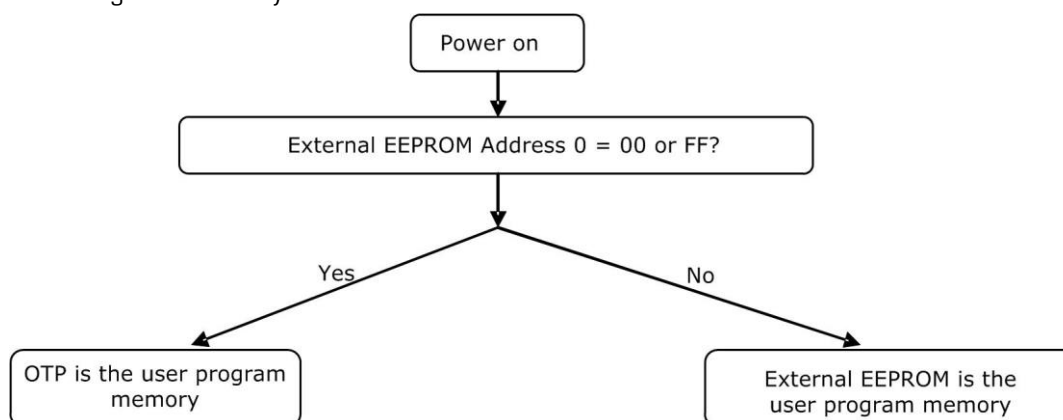 Power on
External EEPROM Address 0 = 00 or FF?
Yes
No
OTP is the user program
memory
External EEPROM is the
user program memory